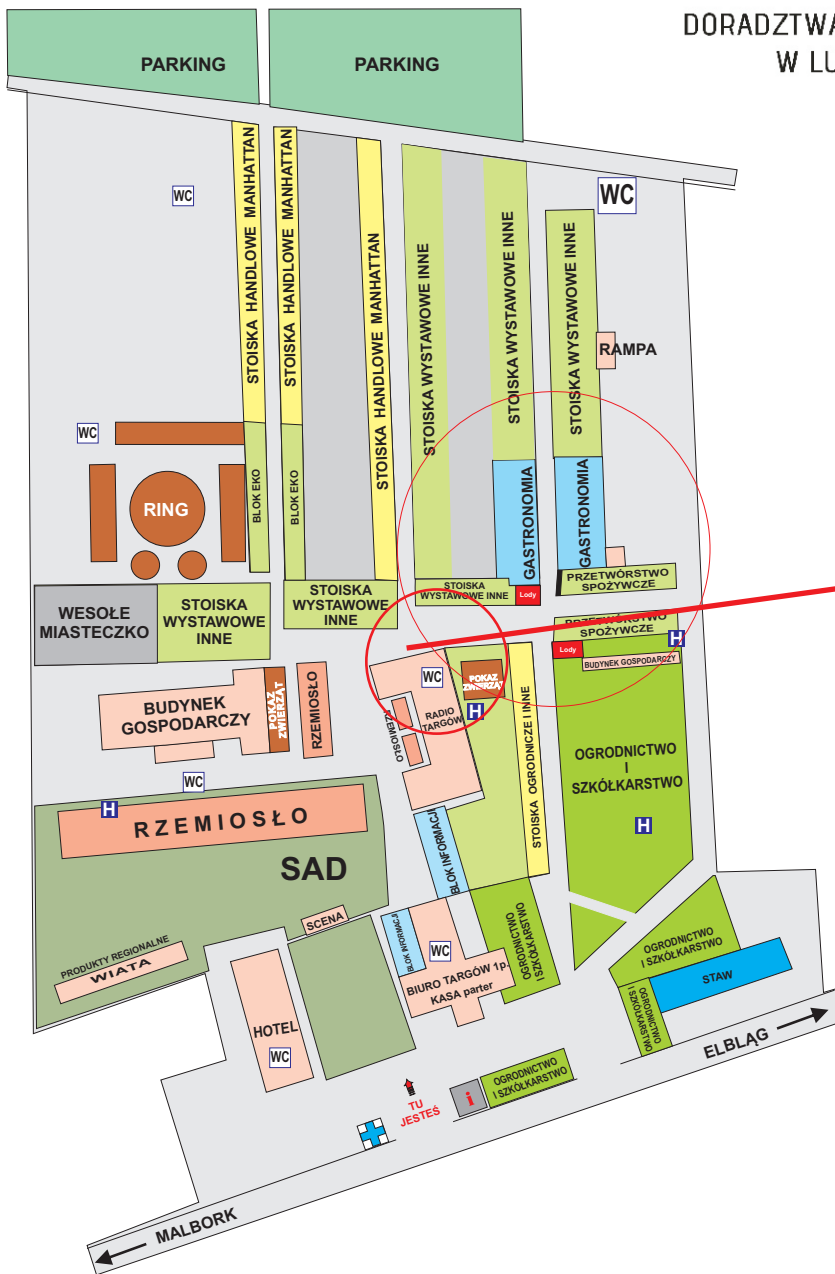 DORADZTWA
W LU
PARKING
PARKING
WC
WC
STOISKA HANDLOWE MANHATTAN
STOISKA HANDLOWE MANHATTAN
STOISKA HANDLOWE MANHATTAN
STOISKA WYSTAWOWE INNE
STOISKA WYSTAWOWE INNE
STOISKA WYSTAWOWE INNE
RAMPA
WC
RING
BLOK EKO
BLOK EKO
GASTRONOMIA
GASTRONOMIA
WESOŁE
MIASTECZKO
STOISKA
WYSTAWOWE
INNE
STOISKA
WYSTAWOWE
INNE
STOISKA
WYSTAWOWE INNE
Lody
PRZETWÓRSTWO
SPOŻYWCZE
PRZETWÓRSTWO
SPOŻYWCZE
H
Lody
BUDYNEK GOSPODARCZY
BUDYNEK
GOSPODARCZY
POKAZ
ZWIERZĄT
RZEMIOSŁO
WC
RZEMIOSŁO
RADIO
TARGÓW
WC
POKAZ
ZWIERZĄT
H
STOISKA OGRODNICZE I INNE
OGRODNICTWO
I
SZKÓŁKARSTWO
H
H
RZEMIOSŁO
SAD
BLOK INFORMACJI
SCENA
PRODUKTY REGIONALNE
WIATA
BLOK INFORMACJI
WC
BIURO TARGÓW 1p.
KASA parter
OGRODNICTWO
I SZKÓŁKARSTWO
OGRODNICTWO
I SZKÓŁKARSTWO
STAW
OGRODNICTWO
I SZKÓŁKARSTWO
HOTEL
WC
ELBLĄG
OGRODNICTWO
I SZKÓŁKARSTWO
i
TU
JESTEŚ
MALBORK